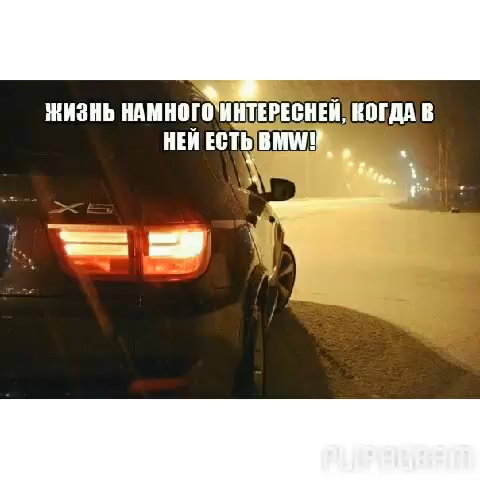 ЖИЗНЬ НАМНОГО ИНТЕРЕСНЕЙ, КОГДА В
НЕЙ ЕСТЬ BMW!
X5
FLIPAGRAM